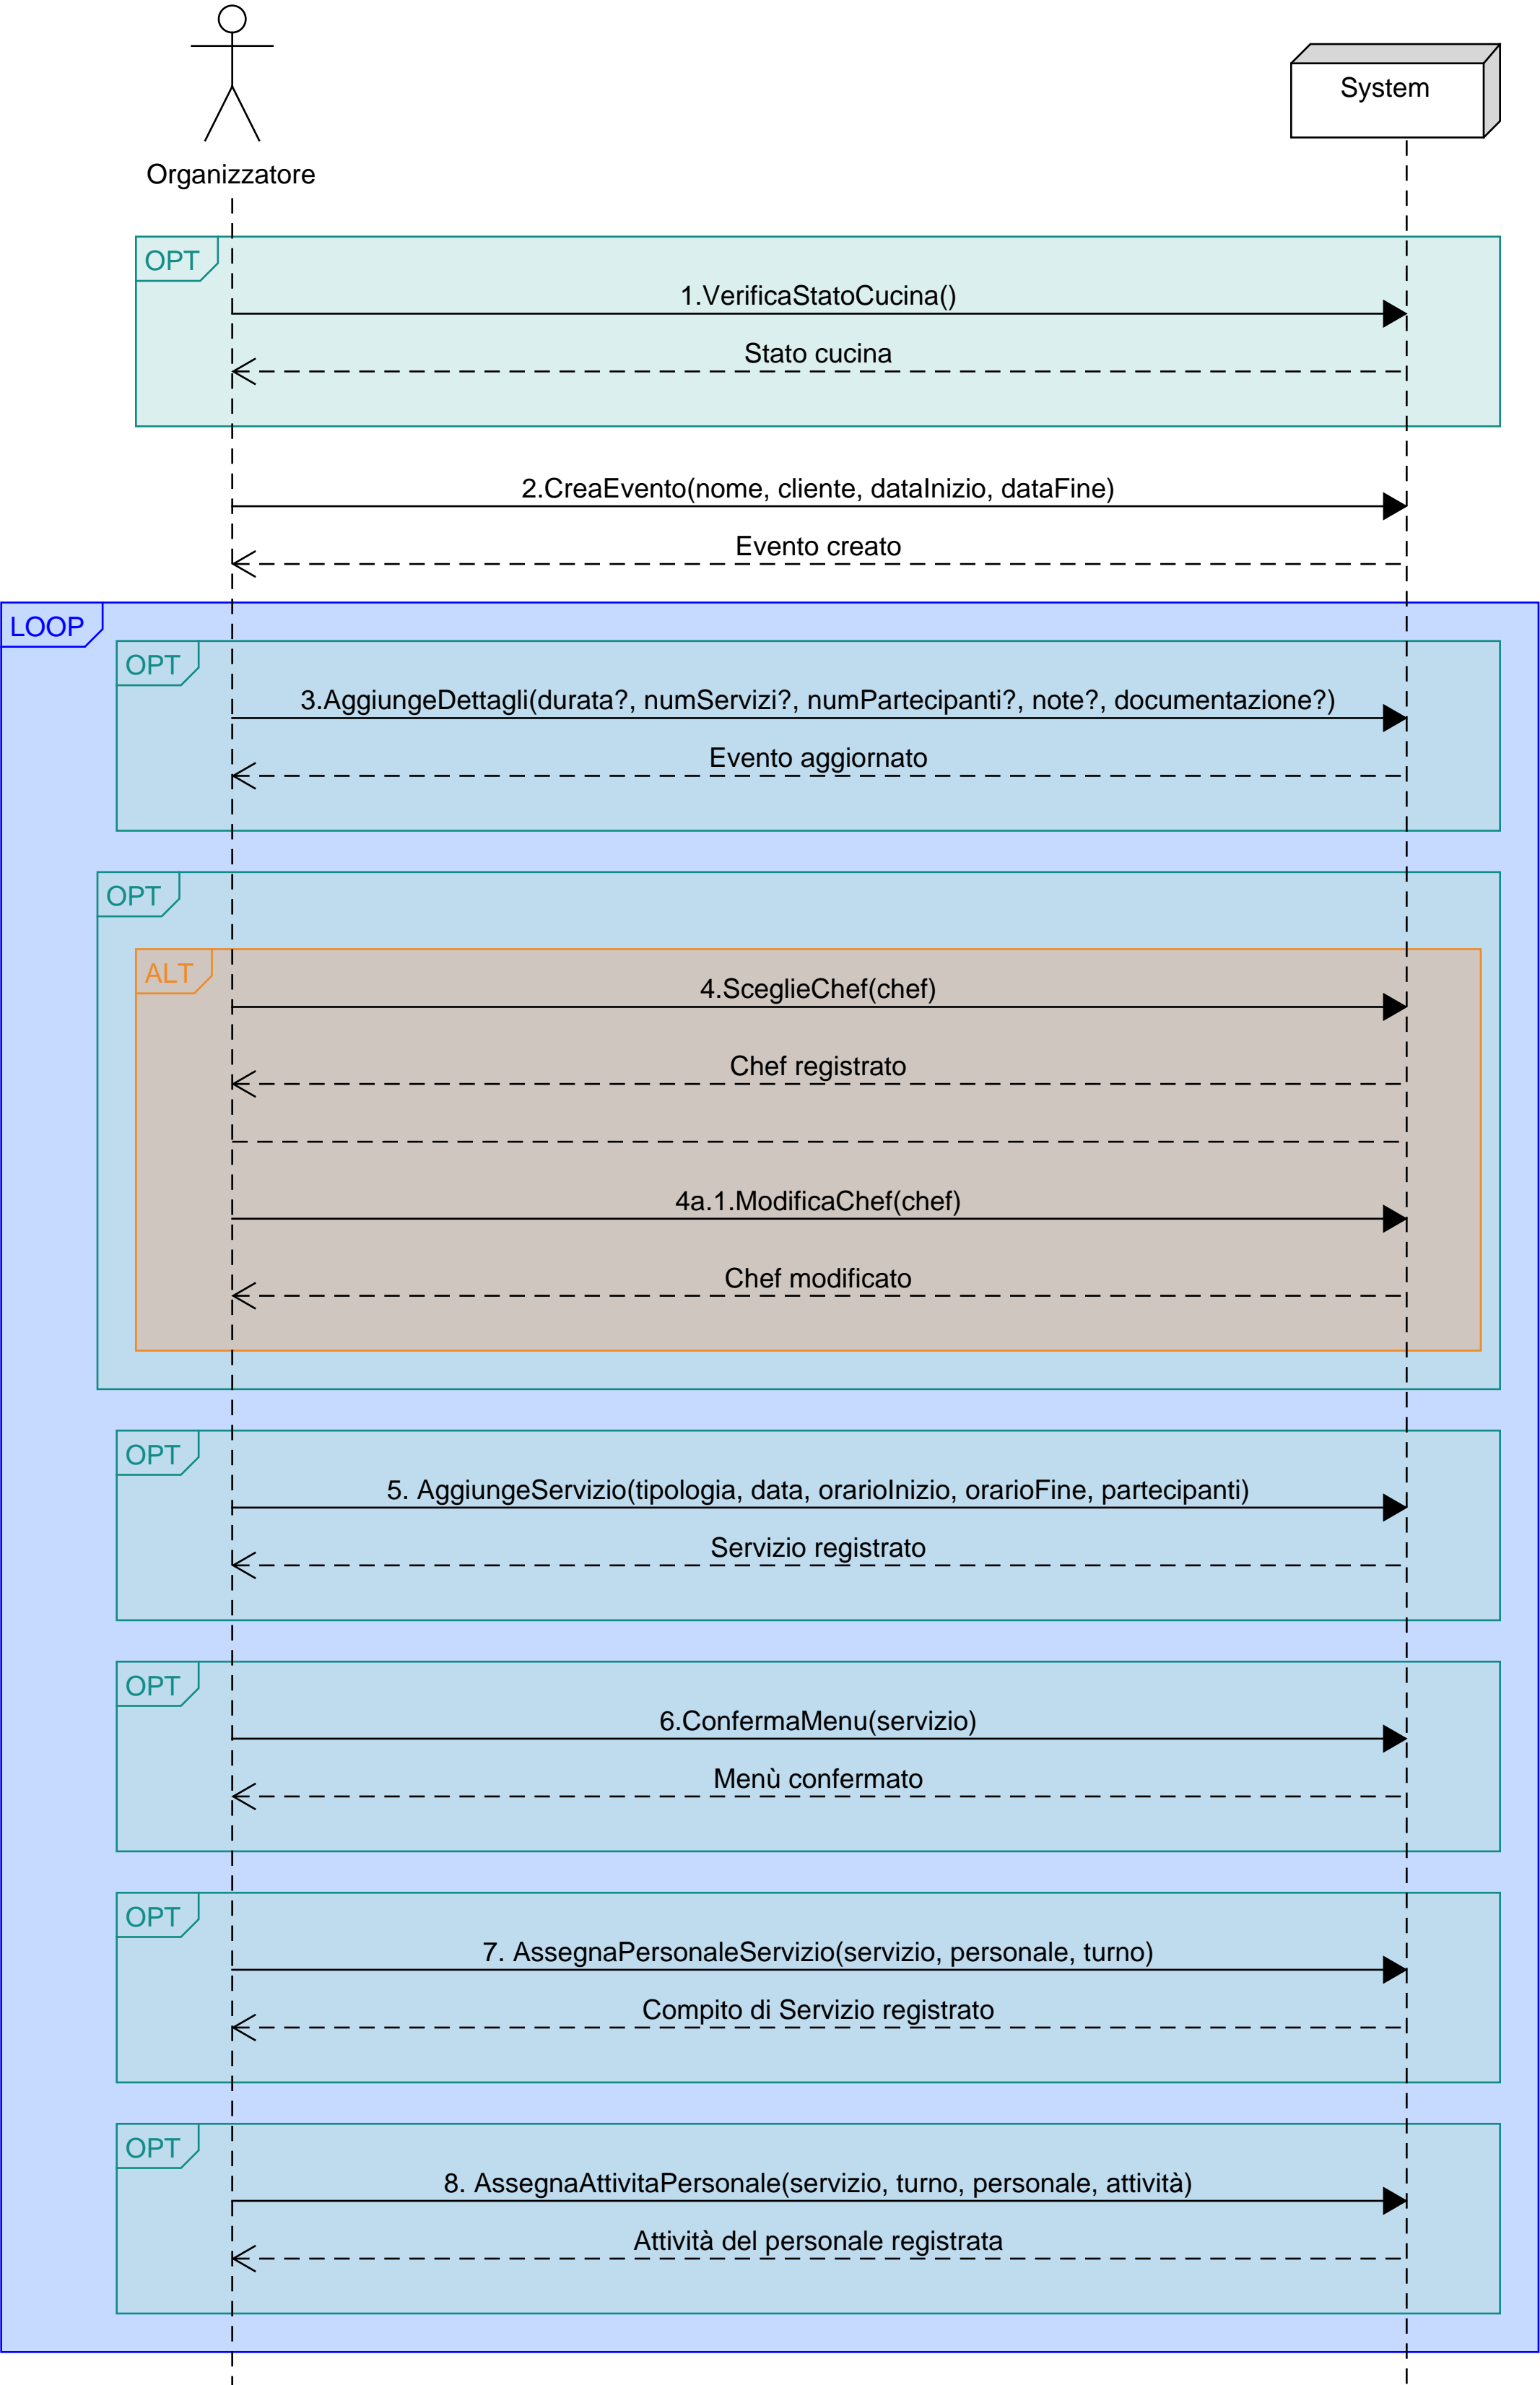 System
Organizzatore
OPT
1.VerificaStatoCucina()
Stato cucina
2.CreaEvento(nome, cliente, dataInizio, dataFine)
Evento creato
LOOP
OPT
3.AggiungeDettagli(durata?, numServizi?, numPartecipanti?, note?, documentazione?)
Evento aggiornato
OPT
ALT
4.SceglieChef(chef)
Chef registrato
4a.1.ModificaChef(chef)
Chef modificato
OPT
5. AggiungeServizio(tipologia, data, orarioInizio, orarioFine, partecipanti)
Servizio registrato
OPT
6.ConfermaMenu(servizio)
Menù confermato
OPT
7. AssegnaPersonaleServizio(servizio, personale, turno)
Compito di Servizio registrato
OPT
8. AssegnaAttivitaPersonale(servizio, turno, personale, attività)
Attività del personale registrata